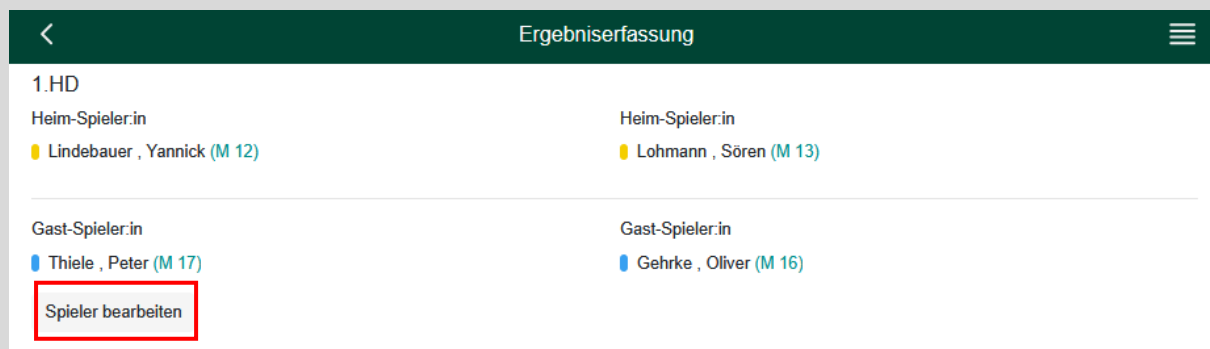 Ergebniserfassung
1.HD
Heim-Spieler:in
Heim-Spieler:in
Lindebauer , Yannick (M 12)
Lohmann , Sören (M 13)
Gast-Spieler:in
Gast-Spieler:in
Thiele , Peter (M 17)
Gehrke , Oliver (M 16)
Spieler bearbeiten